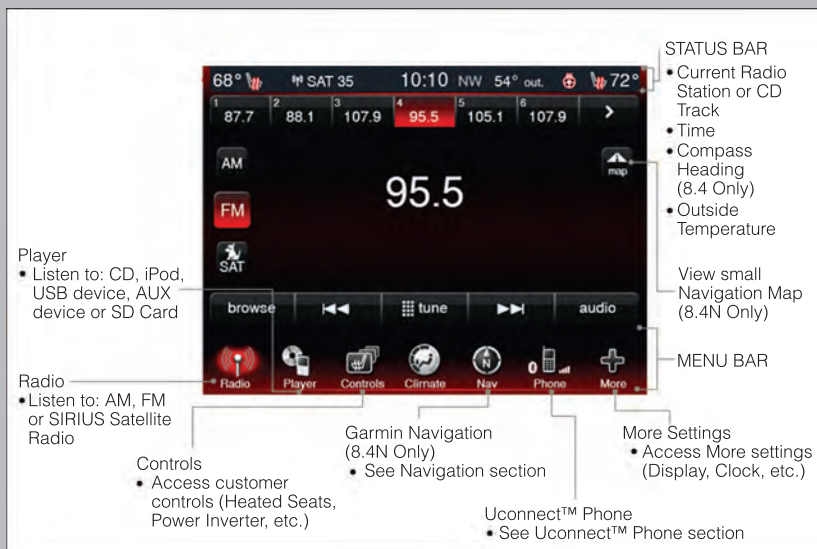 68° SAT 35 10:10 NW 54° out. 72°
1 87.7 2 88.1 3 107.9 4 95.5 5 105.1 6 107.9 >
AM
map
95.5
FM
SAT
browse tune audio
Radio Player Controls Climate Nav Phone More
STATUS BAR
• Current Radio
Station or CD
Track
• Time
• Compass
Heading
(8.4 Only)
• Outside
Temperature
View small
Navigation Map
(8.4N Only)
MENU BAR
Player
• Listen to: CD, iPod,
USB device, AUX
device or SD Card
Radio
• Listen to: AM, FM
or SIRIUS Satellite
Radio
Controls
• Access customer
controls (Heated Seats,
Power Inverter, etc.)
Garmin Navigation
(8.4N Only)
• See Navigation section
Uconnect™ Phone
• See Uconnect™ Phone section
More Settings
• Access More settings
(Display, Clock, etc.)